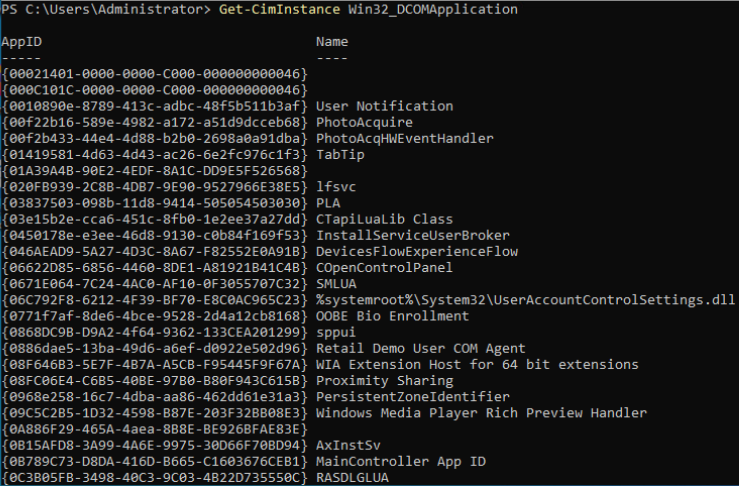 PS C:\Users\Administrator> Get-CimInstance Win32_DCOMApplication
AppID Name
----- ----
{00021401-0000-0000-C000-000000000046}
{000C101C-0000-0000-C000-000000000046}
{0010890e-8789-413c-adbc-48f5b511b3af} User Notification
{00f22b16-589e-4982-a172-a51d9dcceb68} PhotoAcquire
{00f2b433-44e4-4d88-b2b0-2698a0a91dba} PhotoAcqHWEventHandler
{01419581-4d63-4d43-ac26-6e2fc976c1f3} TabTip
{01A39A4B-90E2-4EDF-8A1C-DD9E5F526568}
{020FB939-2C8B-4DB7-9E90-9527966E38E5} lfsvc
{03837503-098b-11d8-9414-505054503030} PLA
{03e15b2e-cca6-451c-8fb0-1e2ee37a27dd} CTapiLuaLib Class
{0450178e-e3ee-46d8-9130-c0b84f169f53} InstallServiceUserBroker
{046AEAD9-5A27-4D3C-8A67-F82552E0A91B} DevicesFlowExperienceFlow
{06622D85-6856-4460-8DE1-A81921B41C4B} COpenControlPanel
{0671E064-7C24-4AC0-AF10-0F3055707C32} SMLUA
{06C792F8-6212-4F39-BF70-E8C0AC965C23} %systemroot%\System32\UserAccountControlSettings.dll
{0771f7af-8de6-4bce-9528-2d4a12cb8168} OOBE Bio Enrollment
{0868DC9B-D9A2-4f64-9362-133CEA201299} sppui
{0886dae5-13ba-49d6-a6ef-d0922e502d96} Retail Demo User COM Agent
{08F646B3-5E7F-4B7A-A5CB-F95445F9F67A} WIA Extension Host for 64 bit extensions
{08FC06E4-C6B5-40BE-97B0-B80F943C615B} Proximity Sharing
{0968e258-16c7-4dba-aa86-462dd61e31a3} PersistentZoneIdentifier
{09C5C2B5-1D32-4598-B87E-203F32BB08E3} Windows Media Player Rich Preview Handler
{0A886F29-465A-4aea-8B8E-BE926BFAE83E}
{0B15AFD8-3A99-4A6E-9975-30D66F70BD94} AxInstSv
{0B789C73-D8DA-416D-B665-C1603676CEB1} MainController App ID
{0C3B05FB-3498-40C3-9C03-4B22D735550C} RASDLGLUA